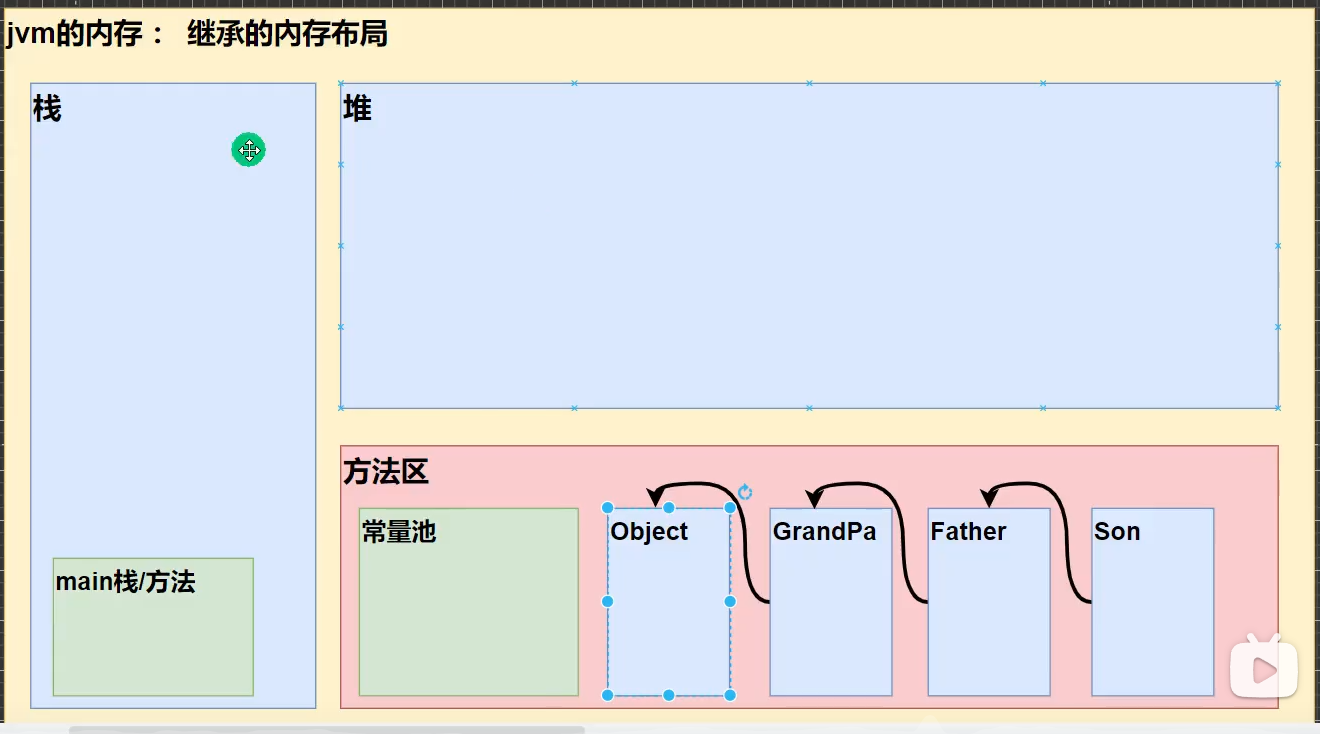 jvm的内存： 继承的内存布局
栈
堆
main栈/方法
方法区
常量池
Object
GrandPa
Father
Son